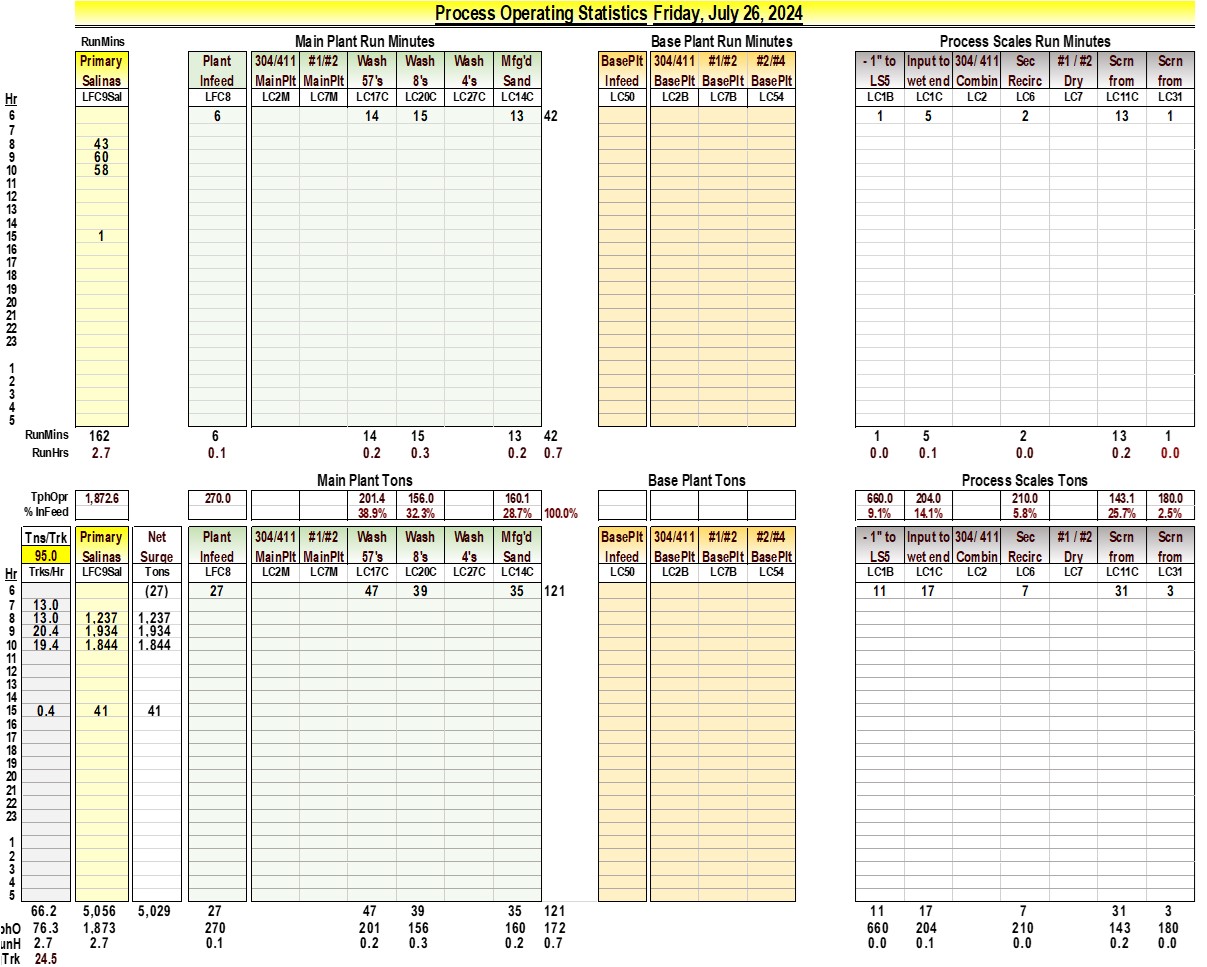 Process Operating Statistics Friday, July 26, 2024
RunMins Main Plant Run Minutes Base Plant Run Minutes Process Scales Run Minutes
Primary Plant 304/411 #1/#2 Wash Wash Wash Mfg'd BasePlt 304/411 #1/#2 #2/#4 - 1" to Input to 304/ 411 Sec #1 / #2 Scrn Scrn
Salinas Infeed MainPlt MainPlt 57's 8's 4's Sand Infeed BasePlt BasePlt BasePlt LS5 wet end Combin Recirc Dry from from
Hr LFC9Sal LFC8 LC2M LC7M LC17C LC20C LC27C LC14C LC50 LC2B LC7B LC54 LC1B LC1C LC2 LC6 LC7 LC11C LC31
6 6 14 15 13 42 1 5 2 13 1
7
8 43
9 60
10 58
11
12
13
14
15 1
16
17
18
19
20
21
22
23
1
2
3
4
5
RunMins 162 6 14 15 13 42 1 5 2 13 1
RunHrs 2.7 0.1 0.2 0.3 0.2 0.7 0.0 0.1 0.0 0.2 0.0
Main Plant Tons Base Plant Tons Process Scales Tons
TphOpr 1,872.6 270.0 201.4 156.0 160.1 660.0 204.0 210.0 143.1 180.0
% InFeed 38.9% 32.3% 28.7% 100.0% 9.1% 14.1% 5.8% 25.7% 2.5%
Tns/Trk Primary Net Plant 304/411 #1/#2 Wash Wash Wash Mfg'd BasePlt 304/411 #1/#2 #2/#4 - 1" to Input to 304/ 411 Sec #1 / #2 Scrn Scrn
95.0 Salinas Surge Infeed MainPlt MainPlt 57's 8's 4's Sand Infeed BasePlt BasePlt BasePlt LS5 wet end Combin Recirc Dry from from
Hr Trks/Hr LFC9Sal Tons LFC8 LC2M LC7M LC17C LC20C LC27C LC14C LC50 LC2B LC7B LC54 LC1B LC1C LC2 LC6 LC7 LC11C LC31
6 (27) 27 47 39 35 121 11 17 7 31 3
7 13.0
8 13.0 1,237 1,237
9 20.4 1,934 1,934
10 19.4 1.844 1.844
11
12
13
14
15 0.4 41 41
16
17
18
19
20
21
22
23
1
2
3
4
5
66.2 5,056 5,029 27 47 39 35 121 11 17 7 31 3
phO 76.3 1,873 270 201 156 160 172 660 204 210 143 180
unH 2.7 2.7 0.1 0.2 0.3 0.2 0.7 0.0 0.1 0.0 0.2 0.0
Trk 24.5